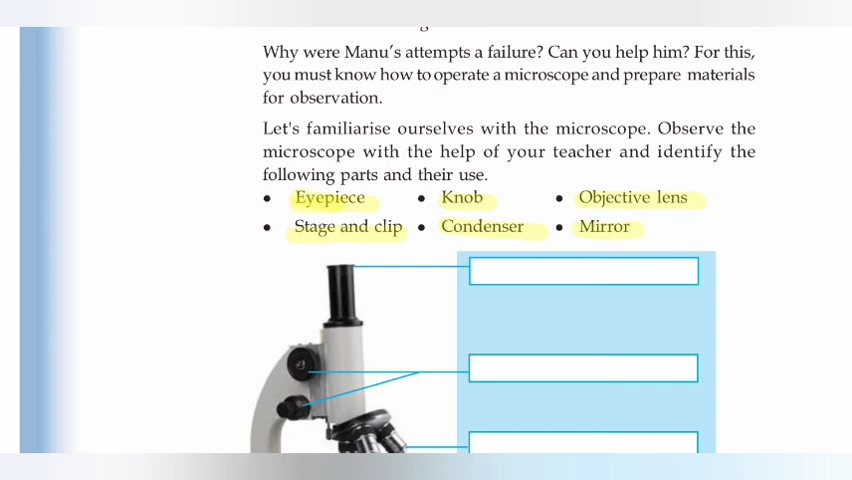 Why were Manu's attempts a failure? Can you help him? For this,
you must know how to operate a microscope and prepare materials
for observation.
Let's familiarise ourselves with the microscope. Observe the
microscope with the help of your teacher and identify the
following parts and their use.
• Eyepiece • Knob • Objective lens
• Stage and clip • Condenser • Mirror